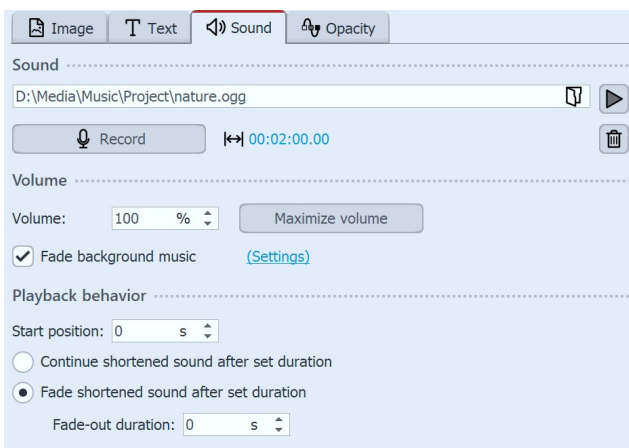 Image Text Sound Opacity
Sound
D:\Media\Music\Project\nature.ogg
Record 00:02:00.00
Volume
Volume: 100 % Maximize volume
Fade background music (Settings)
Playback behavior
Start position: 0 s
Continue shortened sound after set duration
Fade shortened sound after set duration
Fade-out duration: 0 s